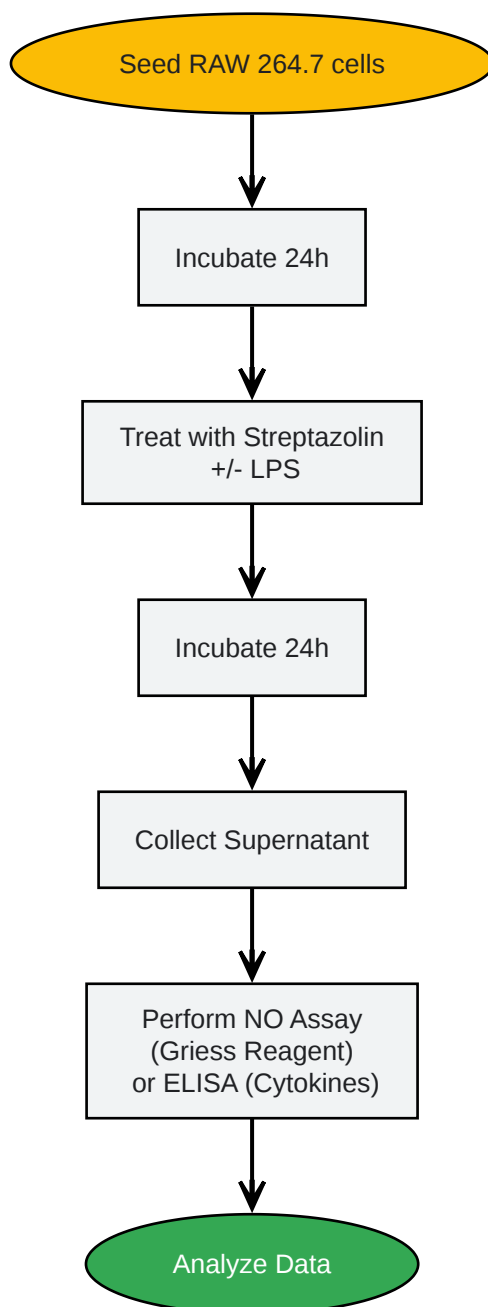 Seed RAW 264.7 cells
Incubate 24h
Treat with Streptazolin
+/- LPS
Incubate 24h
Collect Supernatant
Perform NO Assay
(Griess Reagent)
or ELISA (Cytokines)
Analyze Data